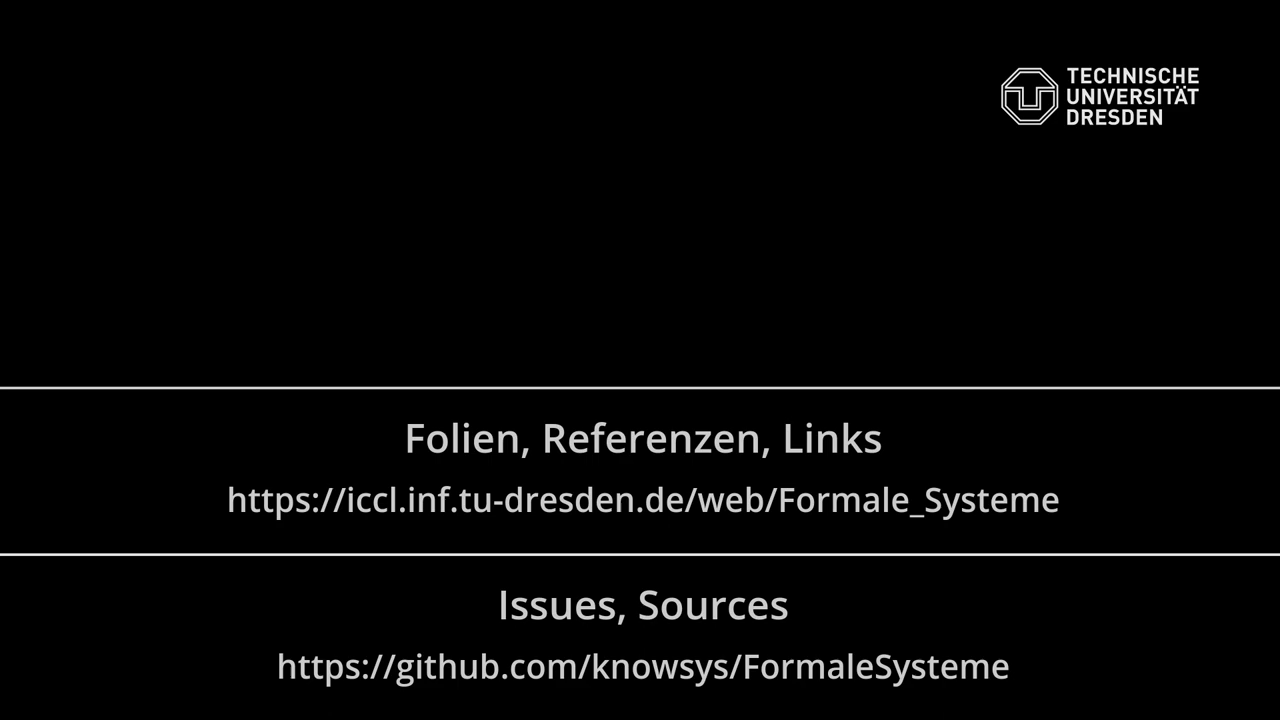 TECHNISCHE
UNIVERSITÄT
DRESDEN
Folien, Referenzen, Links
https://iccl.inf.tu-dresden.de/web/Formale_Systeme
Issues, Sources
https://github.com/knowsys/FormaleSysteme